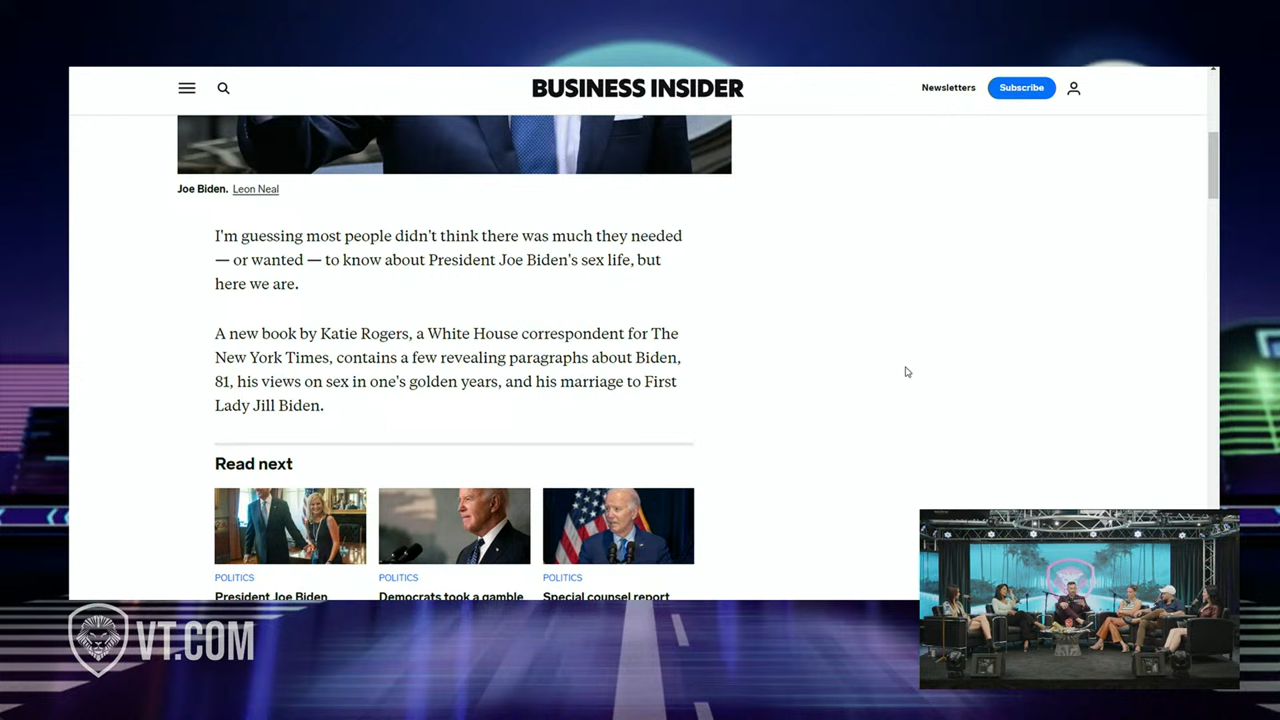 BUSINESS INSIDER
Newsletters
Subscribe
Joe Biden. Leon Neal
I'm guessing most people didn't think there was much they needed
— or wanted — to know about President Joe Biden's sex life, but
here we are.
A new book by Katie Rogers, a White House correspondent for The
New York Times, contains a few revealing paragraphs about Biden,
81, his views on sex in one's golden years, and his marriage to First
Lady Jill Biden.
Read next
POLITICS
President Joe Biden
POLITICS
Democrats took a gamble
POLITICS
Special counsel report
VT.COM